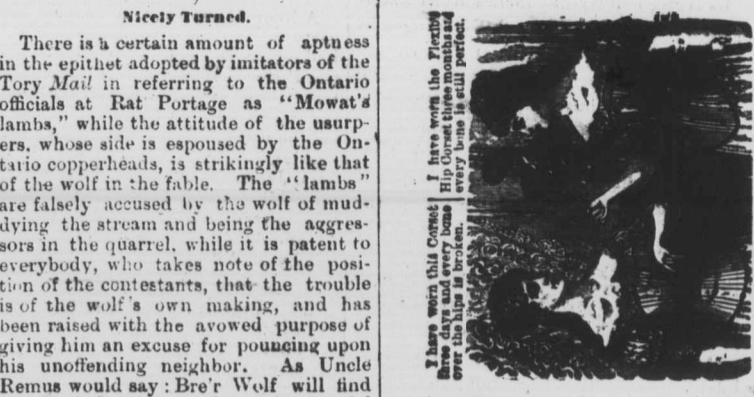 Nicely Turned.
There is a certain amount of aptness
in the epithet adopted by imitators of the
Tory Mail in referring to the Ontario
officials at Rat Portage as "Mowat's
lambs," while the attitude of the usurp-
ers, whose side is espoused by the On-
tario copperheads, is strikingly like that
of the wolf in the fable. The "lambs"
are falsely accused by the wolf of mud-
dying the stream and being the aggres-
sors in the quarrel, while it is patent to
everybody, who takes note of the posi-
tion of the contestants, that the trouble
is of the wolf's own making, and has
been raised with the avowed purpose of
giving him an excuse for pouncing upon
his unoffending neighbor. As Uncle
Remus would say : Bre'r Wolf will find
I have worn this Corset
three days and every bone
over the hips is broken.
I have worn the Flexible
Hip Corset three months and
every bone is still perfect.